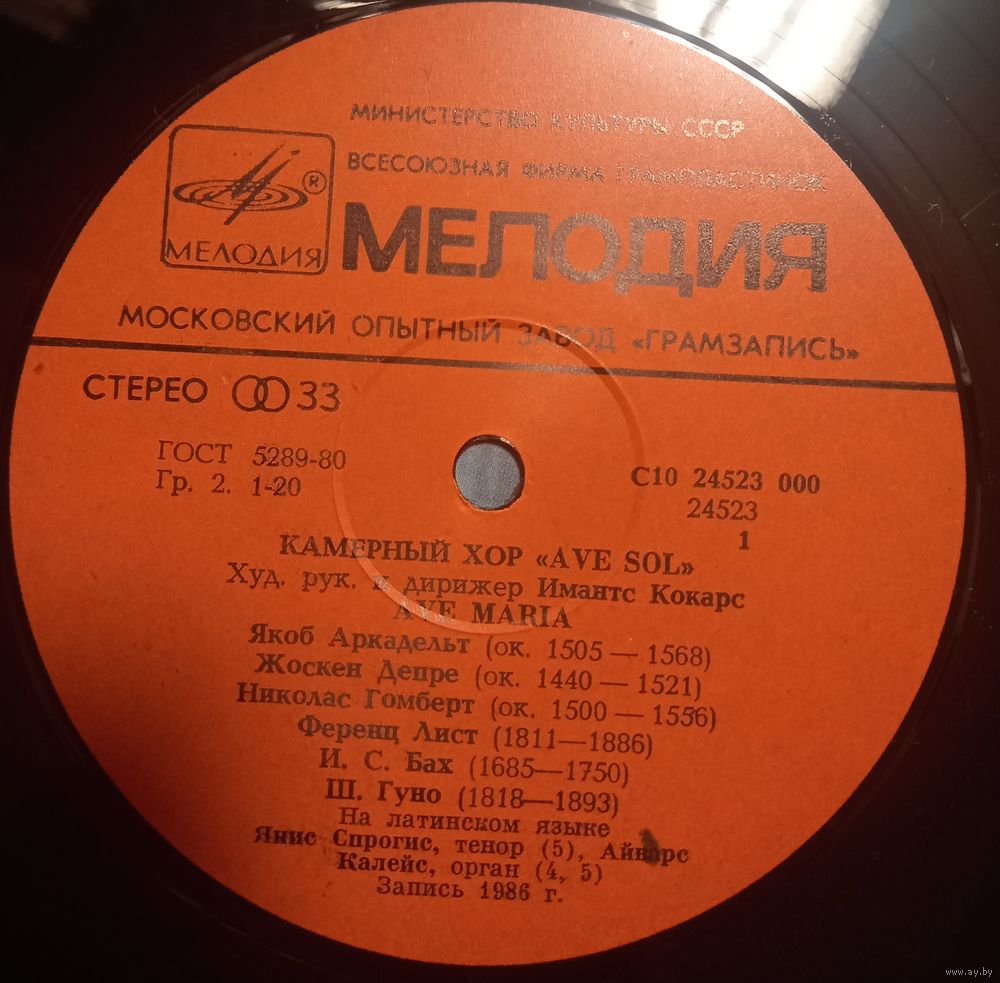 МИНИСТЕРСТВО КУЛЬТУРЫ СССР
ВСЕСОЮЗНАЯ ФИРМА ГРАМПЛАСТИНОК
®
МЕЛОДИЯ
МЕЛОДИЯ
МОСКОВСКИЙ ОПЫТНЫЙ ЗАВОД «ГРАМЗАПИСЬ»
СТЕРЕО 33
ГОСТ 5289-80
Гр. 2. 1-20
С10 24523 000
24523
1
КАМЕРНЫЙ ХОР «AVE SOL»
Худ. рук. и дирижер Имантс Кокарс
AVE MARIA
Якоб Аркадельт (ок. 1505 — 1568)
Жоскен Депре (ок. 1440 — 1521)
Николас Гомберт (ок. 1500 — 1556)
Ференц Лист (1811—1886)
И. С. Бах (1685—1750)
Ш. Гуно (1818—1893)
На латинском языке
Янис Спрогис, тенор (5), Айварс
Калейс, орган (4, 5)
Запись 1986 г.
www.ay.by